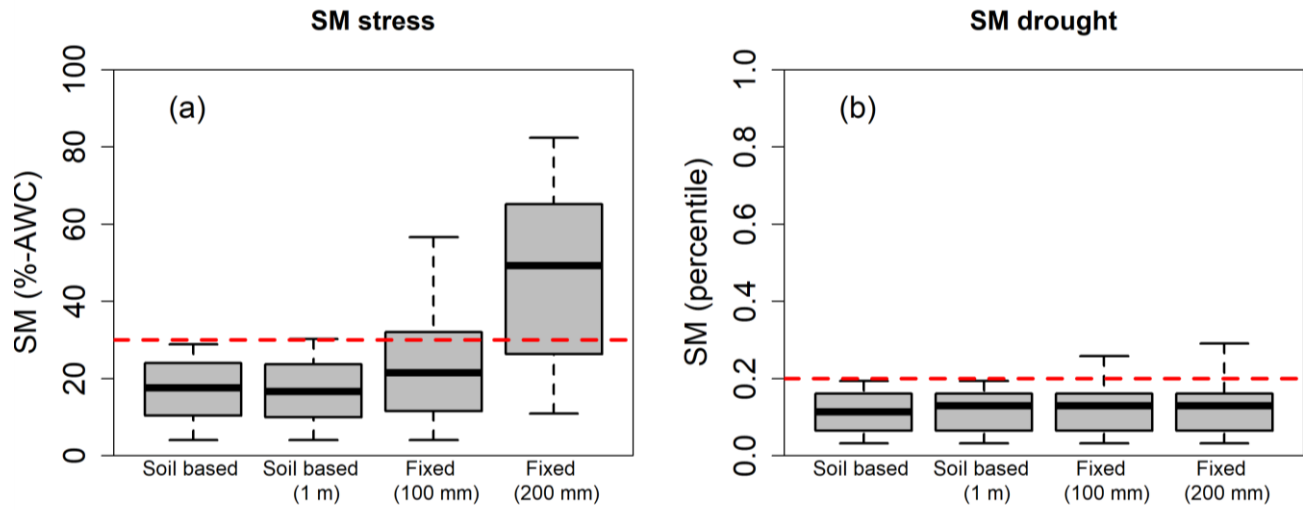 SM stress
SM (%-AWC)
100
80
60
40
20
0
(a)
Soil based
Soil based
(1 m)
Fixed
(100 mm)
Fixed
(200 mm)
SM drought
SM (percentile)
1.0
0.8
0.6
0.4
0.2
0.0
(b)
Soil based
Soil based
(1 m)
Fixed
(100 mm)
Fixed
(200 mm)